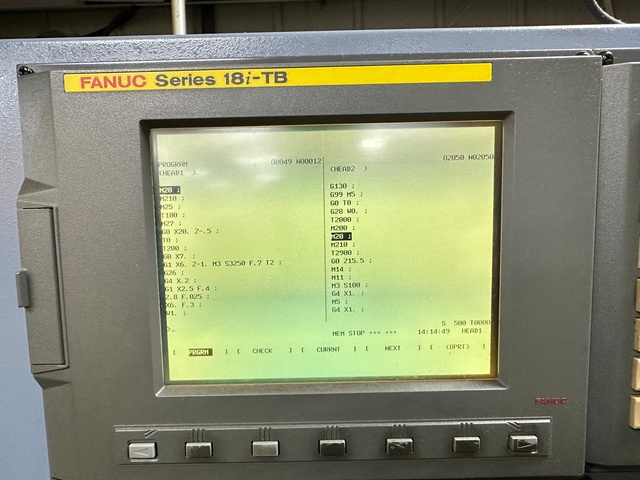 FANUC Series 18i-TB
PROGRAM O0049 N00012
(HEAD1 )
M20 ;
M210 ;
M25 ;
T100 ;
M27 ;
G0 X20. Z-.5 ;
T0 ;
T200 ;
G0 X7. ;
G1 X6. Z-1. M3 S3250 F.7 T2 ;
G26 ;
G4 X.2 ;
G1 X2.5 F.4 ;
2.8 F.025 ;
X6. F.3 ;
W1. ;
>_
O2050 N02050
(HEAD2 )
G130 ;
G99 M5 ;
G0 T0 ;
G28 W0. ;
T2000 ;
M200 ;
M20 ;
M210 ;
T2900 ;
G0 Z15.5 ;
M14 ;
M11 ;
M3 S100 ;
G4 X1. ;
M5 ;
G4 X1. ;
S 500 T0000
MEM STOP *** *** 14:14:49 HEAD1
[ PRGRM ] [ CHECK ] [ CURRNT ] [ NEXT ] [ (OPRT) ]
FANUC